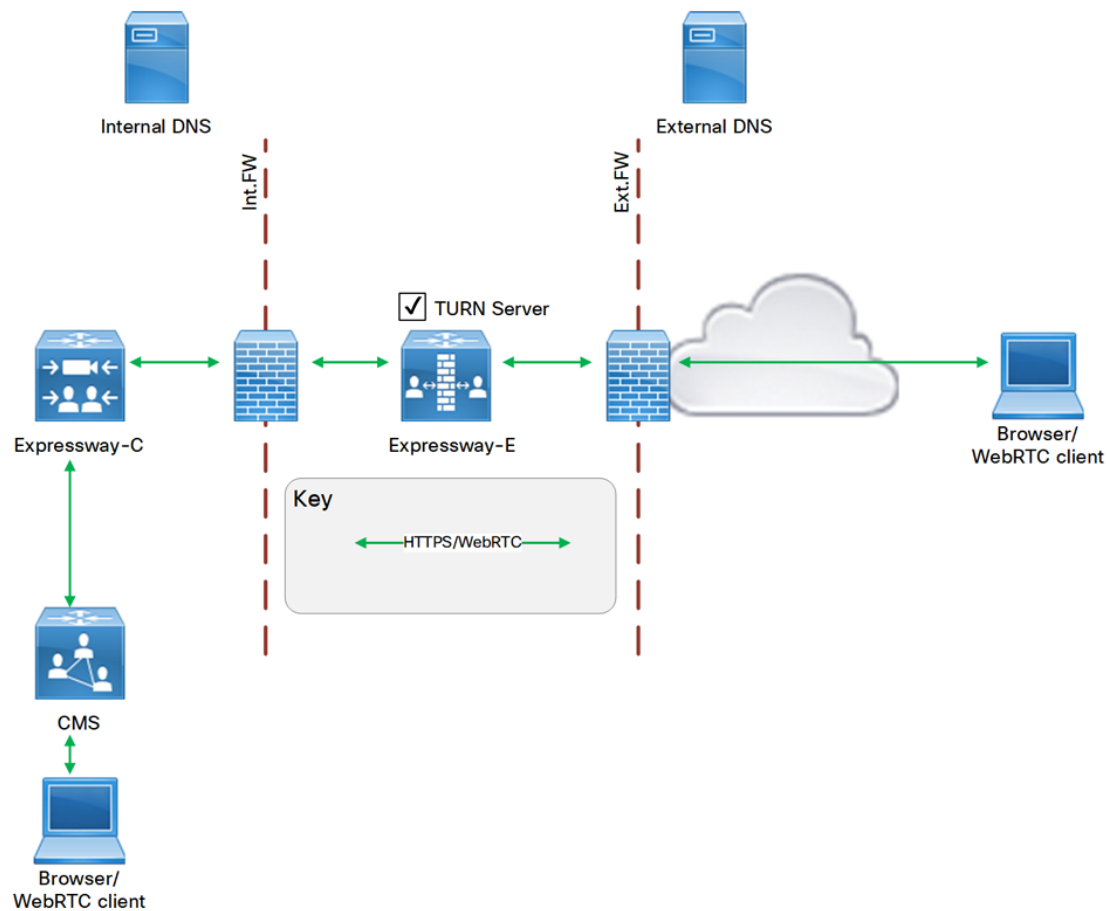 Internal DNS
External DNS
Int.FW
Ext.FW
✓ TURN Server
Expressway-C
Expressway-E
Browser/
WebRTC client
Key
HTTPS/WebRTC
CMS
Browser/
WebRTC client